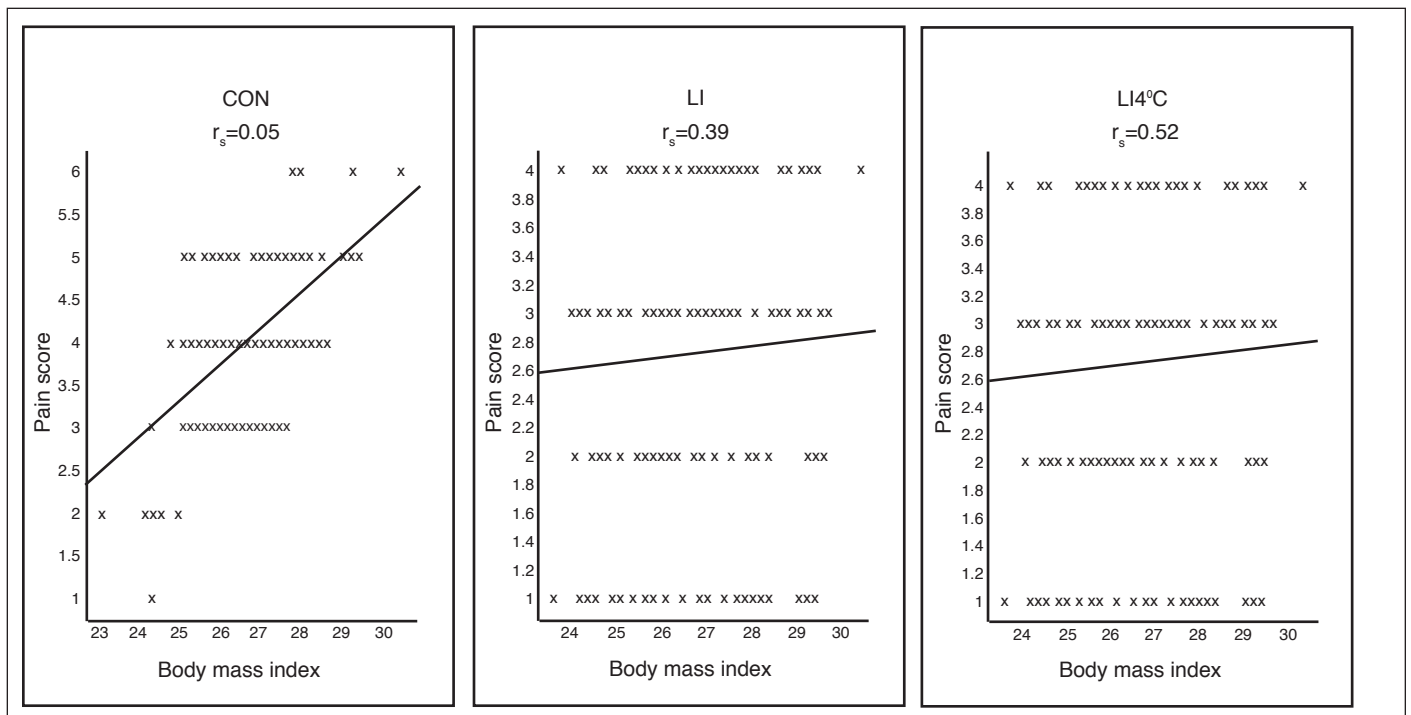 CON
r_s=0.05
6
5.5
5
4.5
4
3.5
3
2.5
2
1.5
1
Pain score
23 24 25 26 27 28 29 30
Body mass index
LI
r_s=0.39
4
3.8
3.6
3.4
3.2
3
2.8
2.6
2.4
2.2
2
1.8
1.6
1.4
1.2
1
Pain score
24 25 26 27 28 29 30
Body mass index
LI4⁰C
r_s=0.52
4
3.8
3.6
3.4
3.2
3
2.8
2.6
2.4
2.2
2
1.8
1.6
1.4
1.2
1
Pain score
24 25 26 27 28 29 30
Body mass index